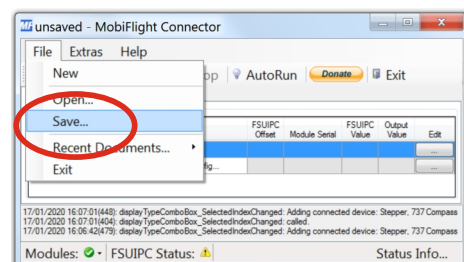 MF unsaved - MobiFlight Connector
File Extras Help
New
op AutoRun Donate Exit
Open...
Save...
FSUIPC Offset Module Serial FSUIPC Value Output Value Edit
...
Recent Documents...
fig... ...
Exit
17/01/2020 16:07:01(448): displayTypeComboBox_SelectedIndexChanged: Adding connected device: Stepper, 737 Compass
17/01/2020 16:07:01(404): displayTypeComboBox_SelectedIndexChanged: called.
17/01/2020 16:06:42(479): displayTypeComboBox_SelectedIndexChanged: Adding connected device: Stepper, 737 Compass
Modules: FSUIPC Status: Status Info...